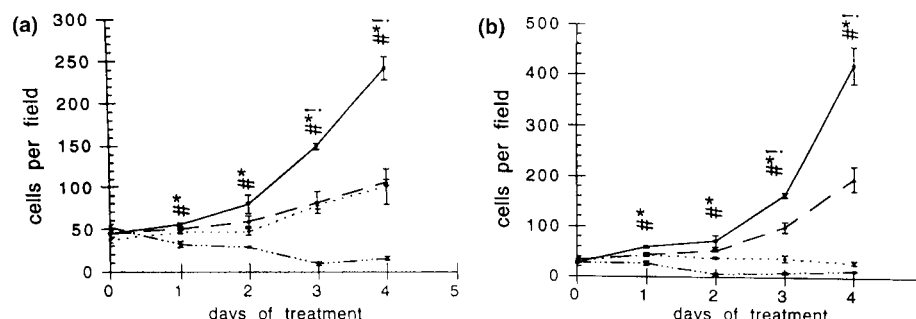 (a)
cells per field
300
250
200
150
100
50
0
0 1 2 3 4 5
days of treatment
*#
*#
*#!
*#!
(b)
cells per field
500
400
300
200
100
0
0 1 2 3 4
days of treatment
*#
*#
*#!
*#!